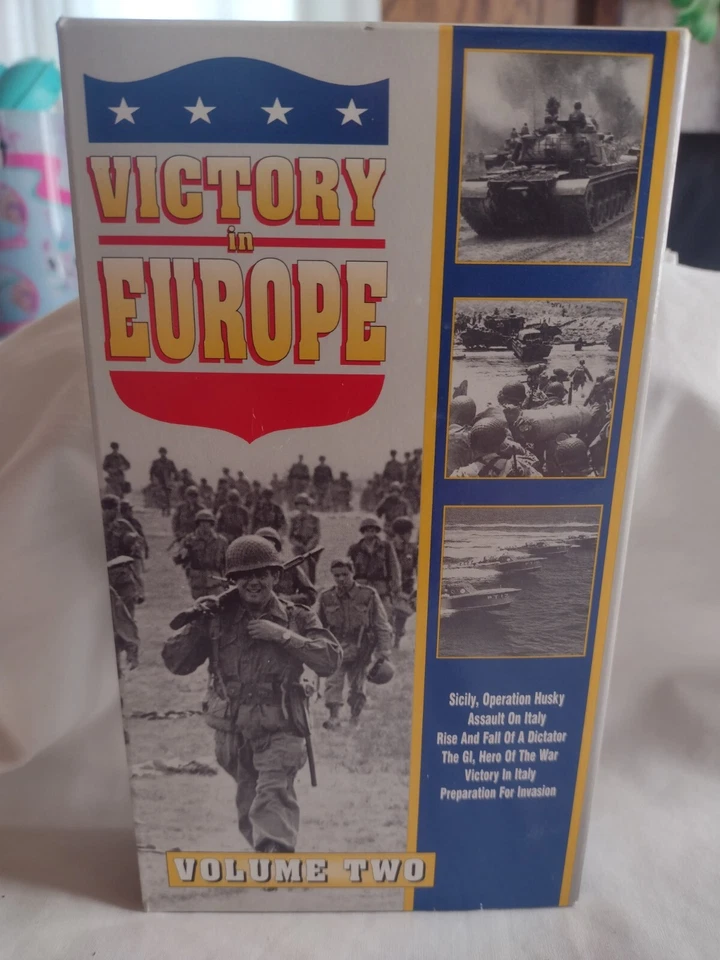 VICTORY
in
EUROPE
Sicily, Operation Husky
Assault On Italy
Rise And Fall Of A Dictator
The GI, Hero Of The War
Victory In Italy
Preparation For Invasion
VOLUME TWO